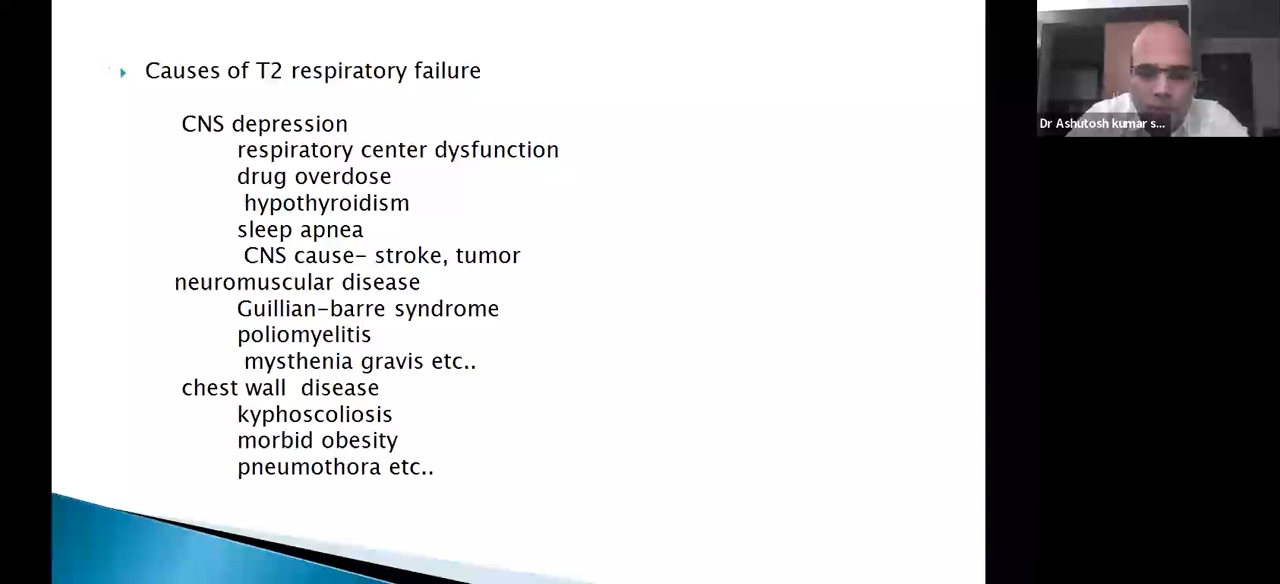 Causes of T2 respiratory failure
CNS depression
respiratory center dysfunction
drug overdose
hypothyroidism
sleep apnea
CNS cause- stroke, tumor
neuromuscular disease
Guillian-barre syndrome
poliomyelitis
mysthenia gravis etc..
chest wall disease
kyphoscoliosis
morbid obesity
pneumothora etc..
Dr Ashutosh kumar s...